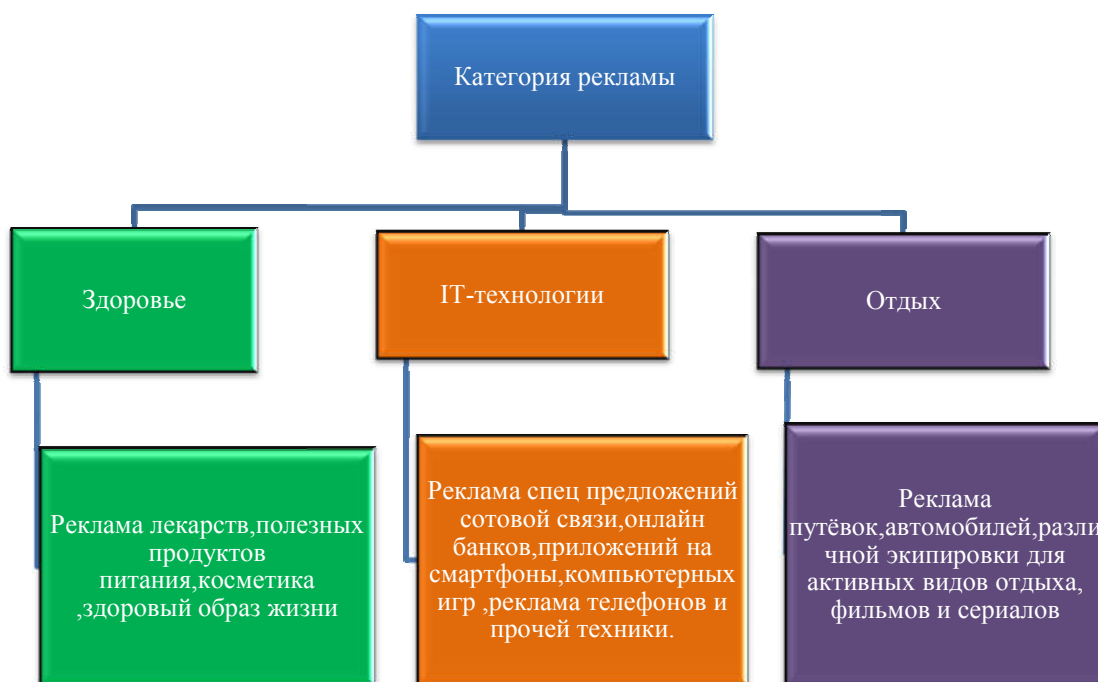 Категория рекламы
Здоровье
IT-технологии
Отдых
Реклама лекарств,полезных
продуктов
питания,косметика
,здоровый образ жизни
Реклама спец предложений
сотовой связи,онлайн
банков,приложений на
смартфоны,компьютерных
игр ,реклама телефонов и
прочей техники.
Реклама
путёвок,автомобилей,разли
чной экипировки для
активных видов отдыха,
фильмов и сериалов